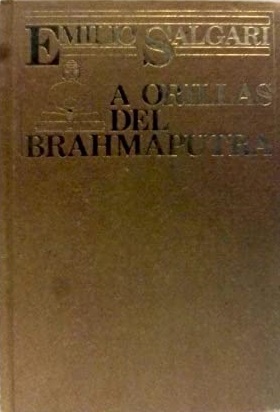 EMILIO SALGARI
A ORILLAS
DEL
BRAHMAPUTRA